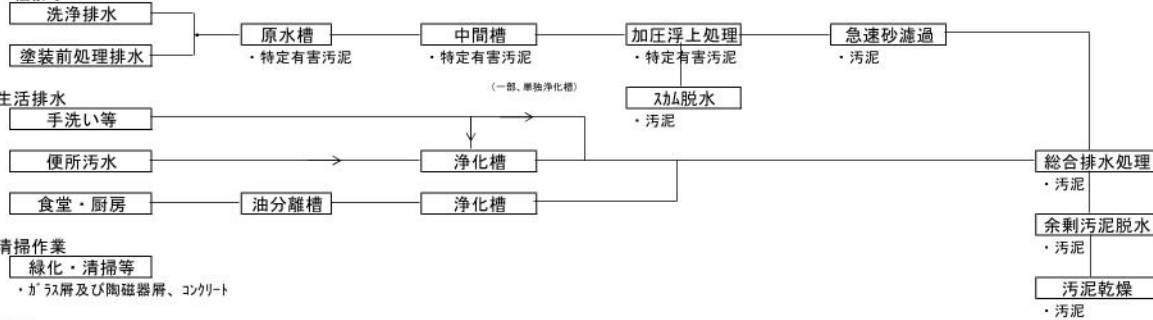 洗浄排水
原水槽
中間槽
加圧浮上処理
急速砂濾過
塗装前処理排水
・特定有害汚泥
・特定有害汚泥
・特定有害汚泥
・汚泥
(一部、単独浄化槽)
生活排水
スカム脱水
手洗い等
・汚泥
便所汚水
浄化槽
総合排水処理
・汚泥
食堂・厨房
油分離槽
浄化槽
余剰汚泥脱水
・汚泥
清掃作業
緑化・清掃等
・ガラス屑及び陶磁器屑、コンクリート
汚泥乾燥
・汚泥